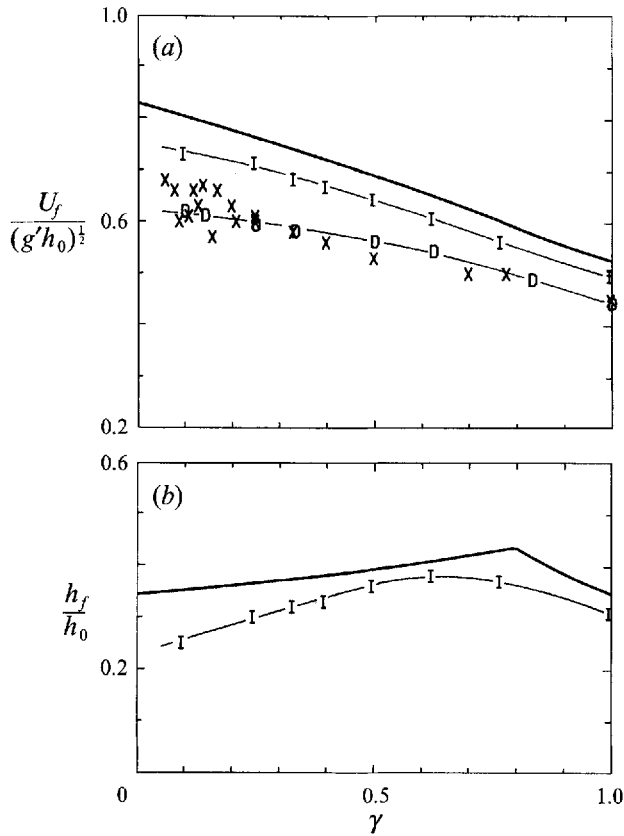 1.0
(a)
U_f/(g'h_0)^{1/2}
0.6
0.2
I I I I I I I I
X X X X X X X X X X X X X X X X X X X X
D D D D D D D
0.6
(b)
h_f/h_0
0.2
I I I I I I I I
0 0.5 1.0
γ